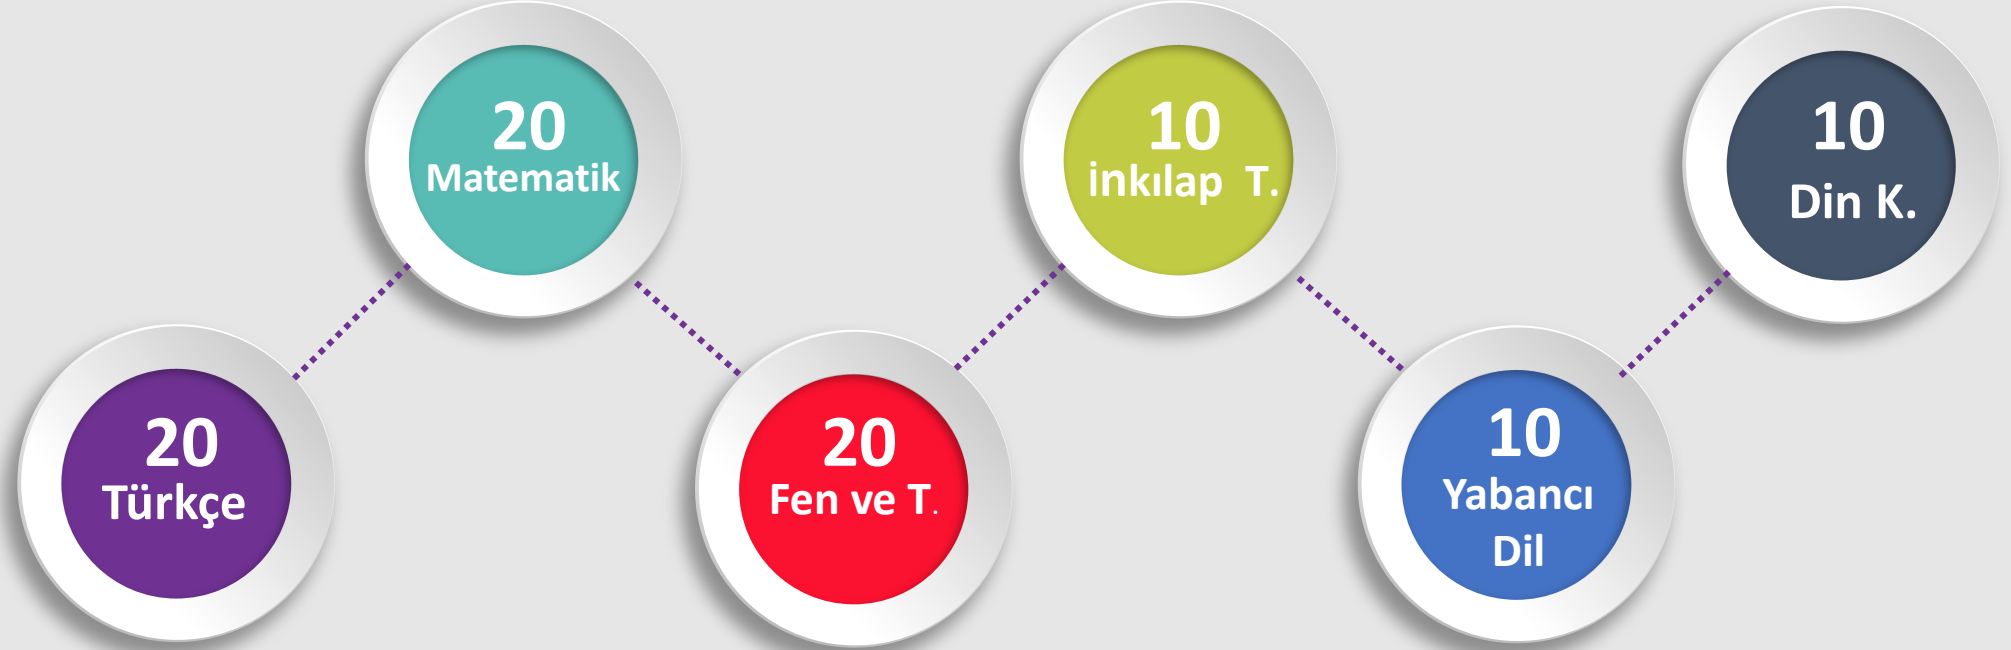 20
Türkçe
20
Matematik
20
Fen ve T.
10
inkılap T.
10
Yabancı
Dil
10
Din K.